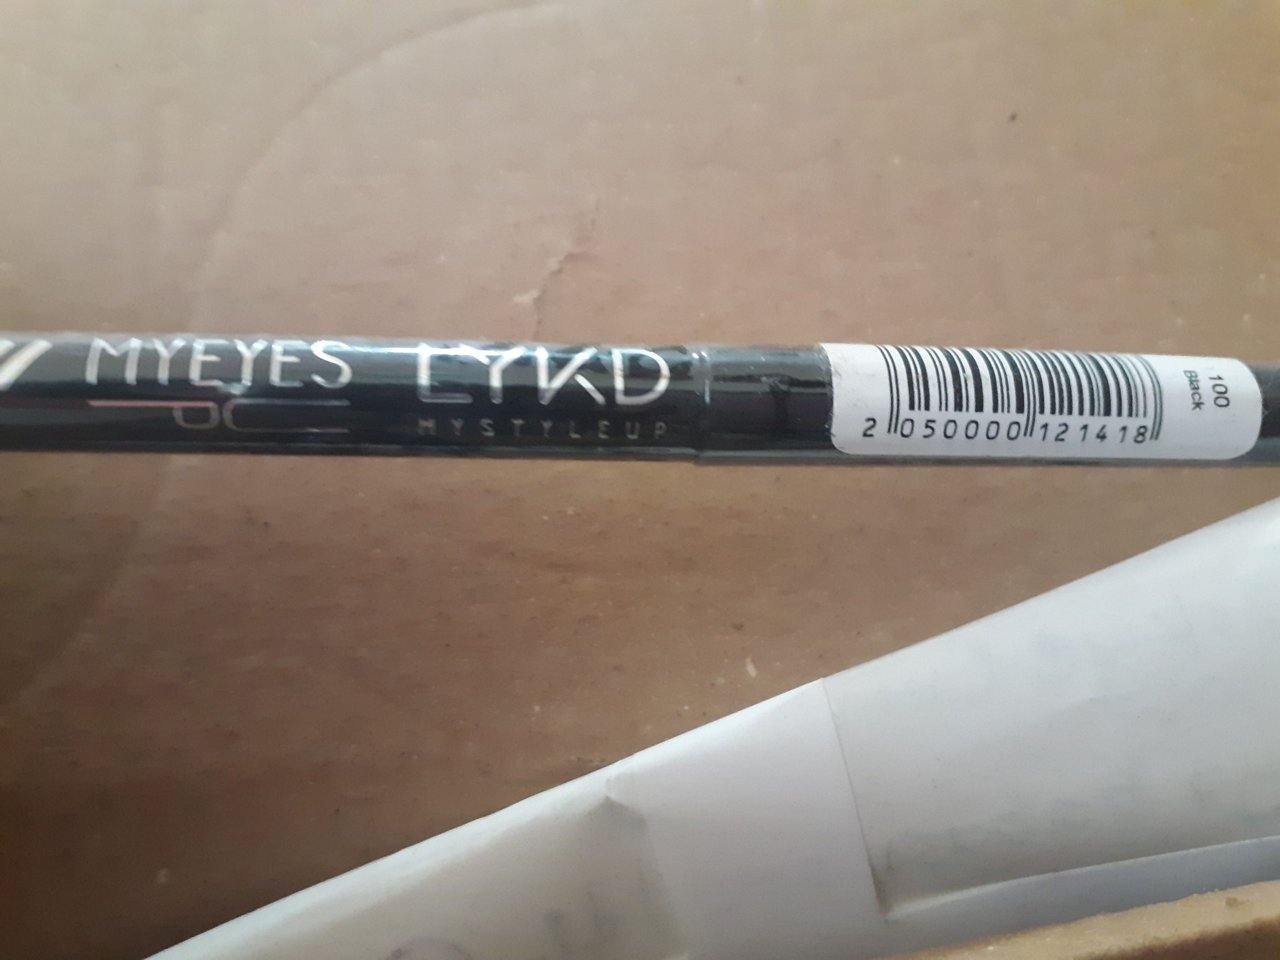 MYEYES
LYKD
MYSTYLEUP
2 050000 121418
100
Black